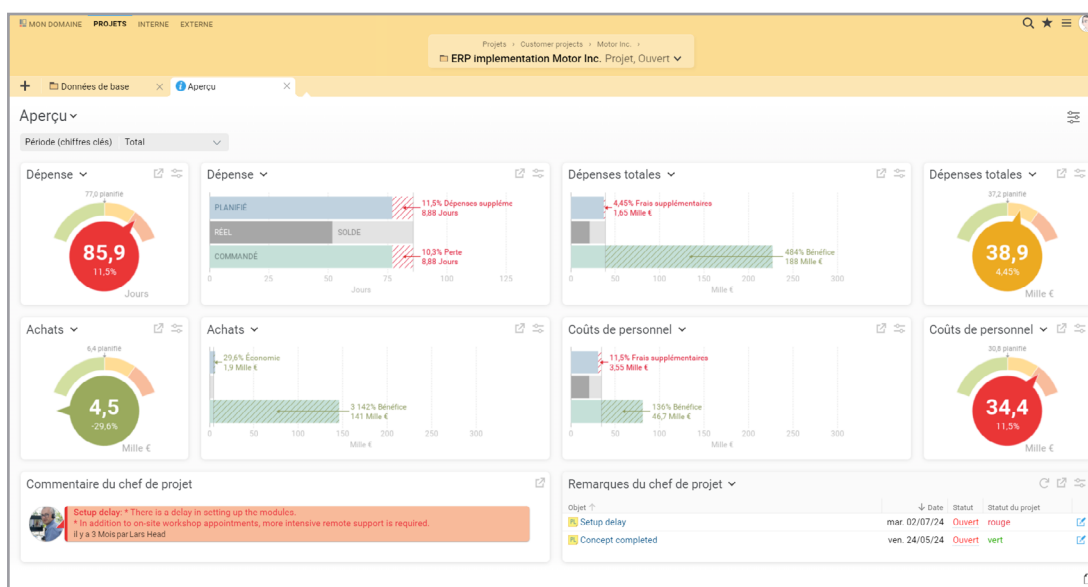 MON DOMAINE PROJETS INTERNE EXTERNE
Projets › Customer projects › Motor Inc. ›
ERP implementation Motor Inc. Projet, Ouvert
Données de base
Aperçu
Aperçu
Période (chiffres clés) Total
Dépense
77,0 planifié
85,9
11,5%
Jours
Dépense
PLANIFIÉ
11,5% Dépenses suppléme
8,88 Jours
RÉEL SOLDE
COMMANDÉ
10,3% Perte
8,88 Jours
0 25 50 75 100 125
Jours
Dépenses totales
4,45% Frais supplémentaires
1,65 Mille €
484% Bénéfice
188 Mille €
0 50 100 150 200 250 300
Mille €
Dépenses totales
37,2 planifié
38,9
4,45%
Mille €
Achats
6,4 planifié
4,5
-29,6%
Mille €
Achats
29,6% Économie
1,9 Mille €
3 142% Bénéfice
141 Mille €
0 50 100 150 200 250 300
Mille €
Coûts de personnel
11,5% Frais supplémentaires
3,55 Mille €
136% Bénéfice
46,7 Mille €
0 50 100 150 200 250 300
Mille €
Coûts de personnel
30,8 planifié
34,4
11,5%
Mille €
Commentaire du chef de projet
Setup delay: * There is a delay in setting up the modules.
* In addition to on-site workshop appointments, more intensive remote support is required.
il y a 3 Mois par Lars Head
Remarques du chef de projet
Objet Date Statut Statut du projet
PL Setup delay mar. 02/07/24 Ouvert rouge
PL Concept completed ven. 24/05/24 Ouvert vert